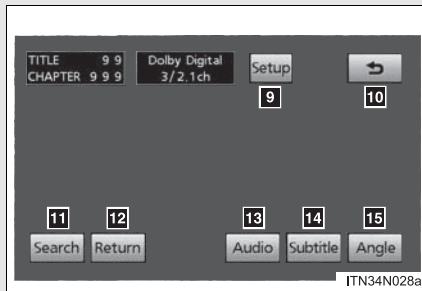 TITLE 9 9
CHAPTER 9 9 9
Dolby Digital
3/2.1ch
Setup
9
10
11
12
13
14
15
Search
Return
Audio
Subtitle
Angle
ITN34N028a